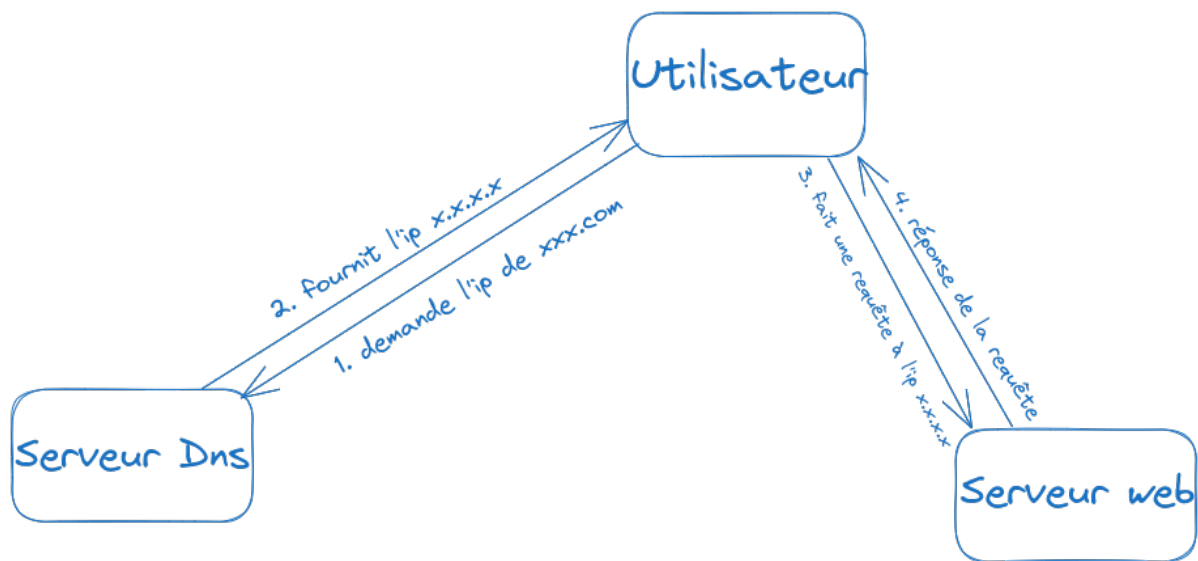 Utilisateur
2. fournit l'ip x.x.x.x
1. demande l'ip de xxx.com
3. fait une requête à l'ip x.x.x.x
4. réponse de la requête
Serveur Dns
Serveur web